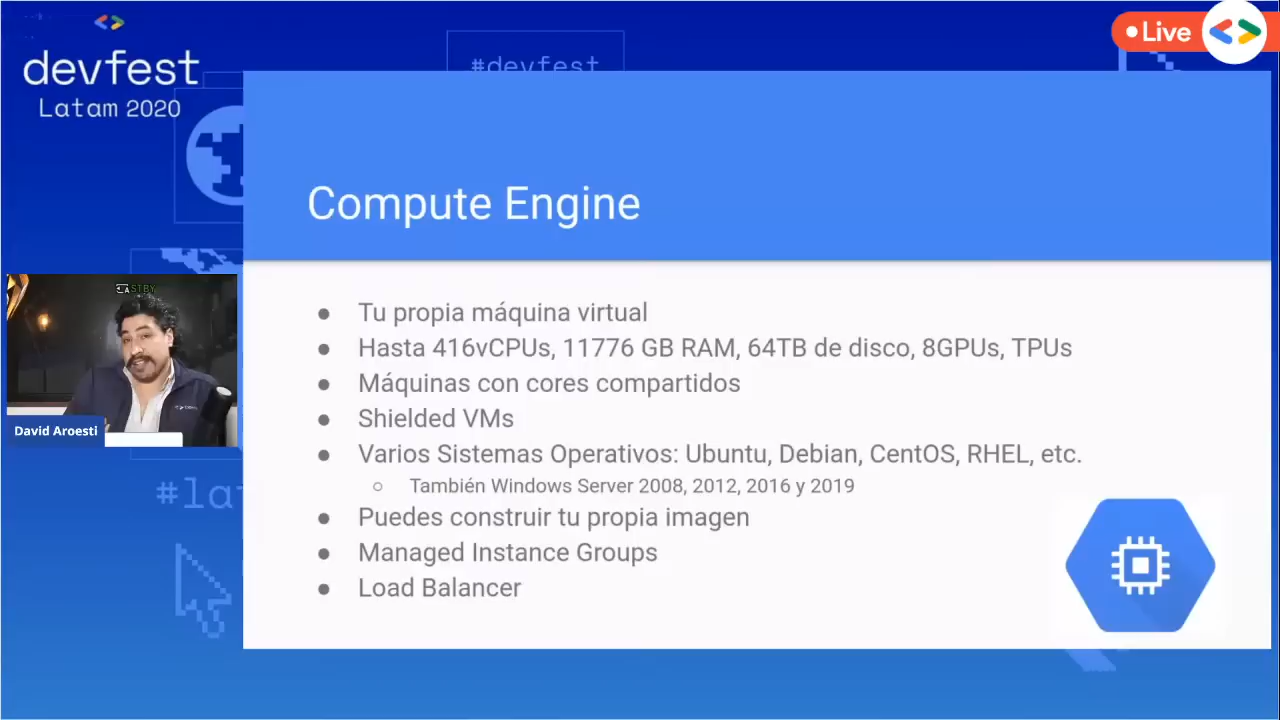 devfest
Latam 2020
#devfest
Live
Compute Engine
Tu propia máquina virtual
Hasta 416vCPUs, 11776 GB RAM, 64TB de disco, 8GPUs, TPUs
Máquinas con cores compartidos
Shielded VMs
Varios Sistemas Operativos: Ubuntu, Debian, CentOS, RHEL, etc.
También Windows Server 2008, 2012, 2016 y 2019
Puedes construir tu propia imagen
Managed Instance Groups
Load Balancer
STBY
David Aroesti
#la